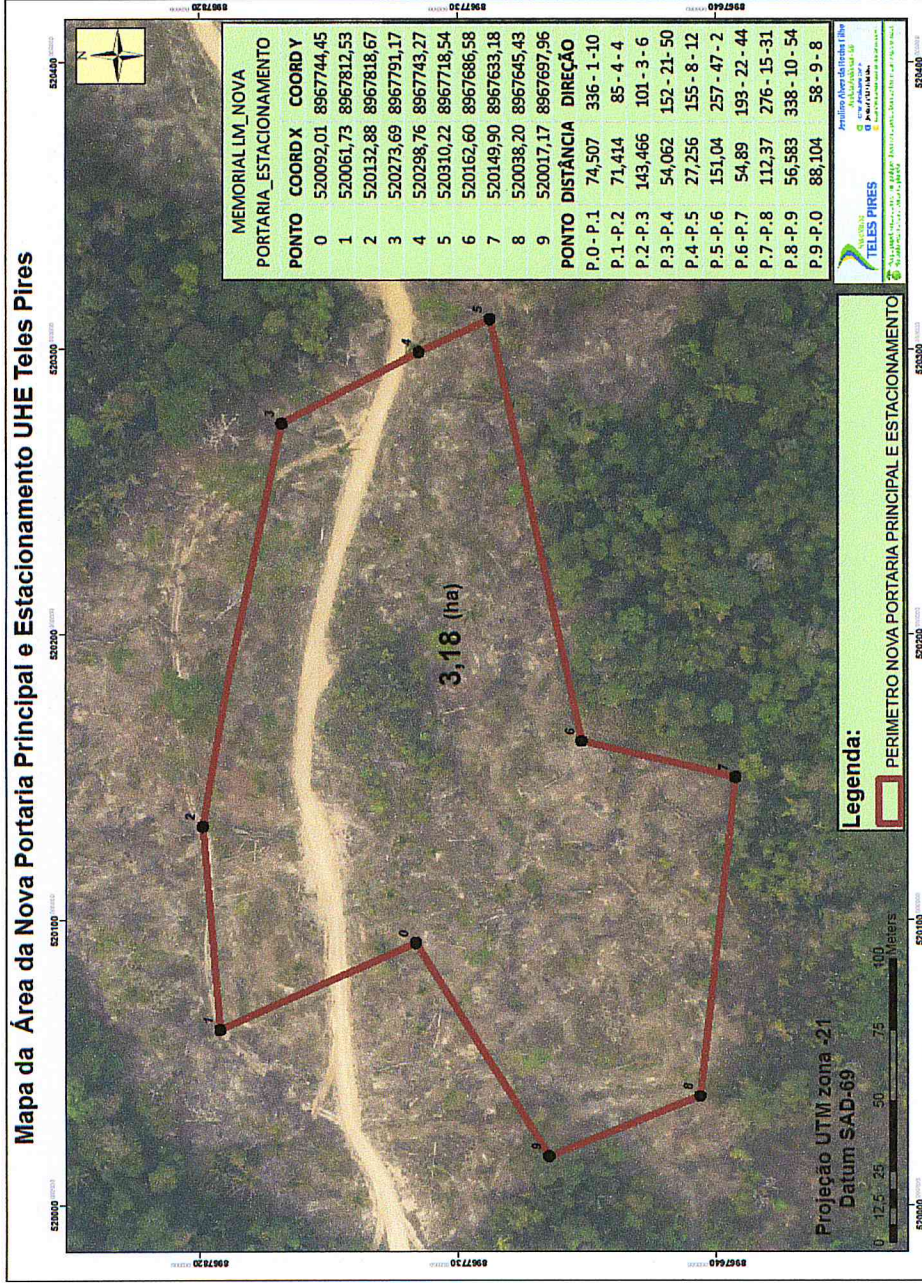 Mapa da Área da Nova Portaria Principal e Estacionamento UHE Teles Pires
520000 520100 520200 520300 520400
8967820
8967730
8967640
8967820
8967730
8967640
N
1
2
3
4
5
0
6
7
8
9
3,18 (ha)
MEMORIAL LM_NOVA
PORTARIA_ESTACIONAMENTO
PONTO COORD X COORD Y
0 520092,01 8967744,45
1 520061,73 8967812,53
2 520132,88 8967818,67
3 520273,69 8967791,17
4 520298,76 8967743,27
5 520310,22 8967718,54
6 520162,60 8967686,58
7 520149,90 8967633,18
8 520038,20 8967645,43
9 520017,17 8967697,96
PONTO DISTÂNCIA DIREÇÃO
P.0 - P.1 74,507 336 - 1 -10
P.1 -P.2 71,414 85 - 4 - 4
P.2 -P.3 143,466 101 - 3 - 6
P.3 -P.4 54,062 152 - 21- 50
P.4 -P.5 27,256 155 - 8 - 12
P.5 -P.6 151,04 257 - 47 - 2
P.6 -P.7 54,89 193 - 22 - 44
P.7 -P.8 112,37 276 - 15 -31
P.8 -P.9 56,583 338 - 10 - 54
P.9 -P.0 88,104 58 - 9 - 8
Projeção UTM zona -21
Datum SAD-69
0 12,5 25 50 75 100
Meters
Legenda:
PERIMETRO NOVA PORTARIA PRINCIPAL E ESTACIONAMENTO
TELES PIRES
520000 520100 520200 520300 520400